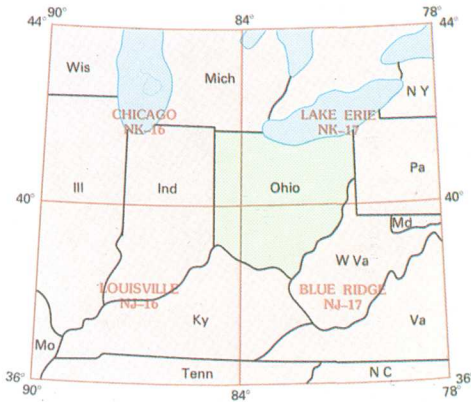 90° 84° 78°
44° 44°
Wis
Mich
N Y
CHICAGO
NK-16
LAKE ERIE
NK-17
Pa
Ill
Ind
Ohio
40° 40°
Md
W Va
LOUISVILLE
NJ-16
BLUE RIDGE
NJ-17
Ky
Va
Mo
Tenn
N C
36° 36°
90° 84° 78°